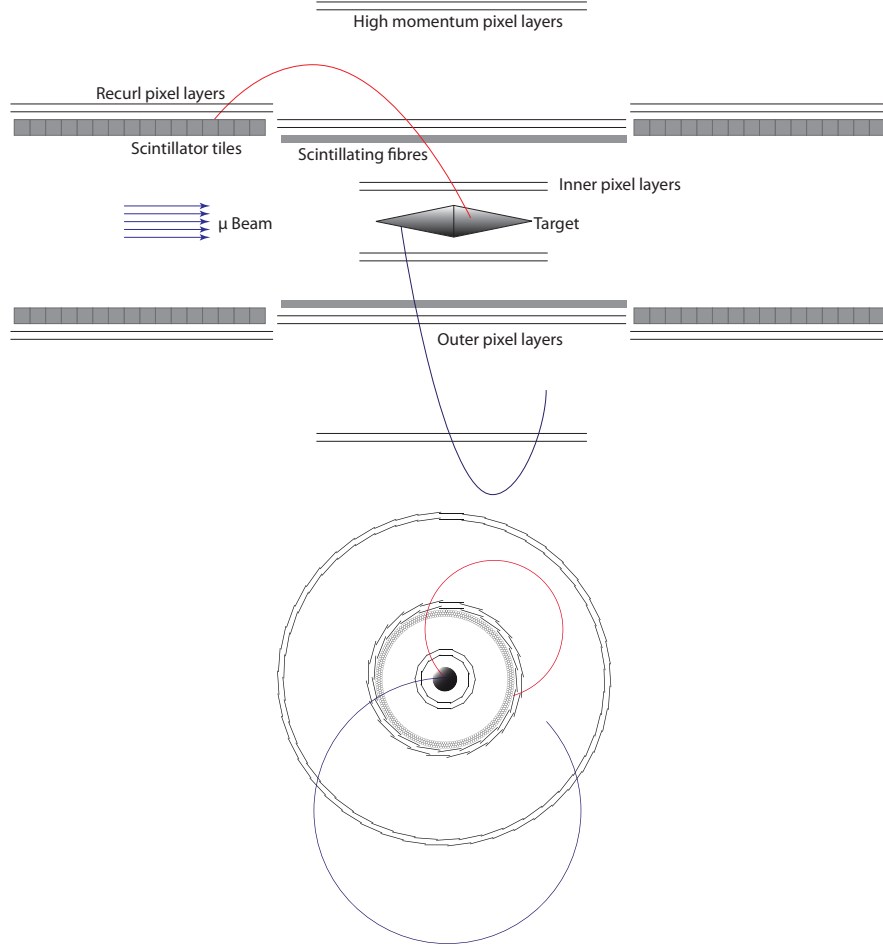 High momentum pixel layers
Recurl pixel layers
Scintillator tiles
Scintillating fibres
Inner pixel layers
μ Beam
Target
Outer pixel layers